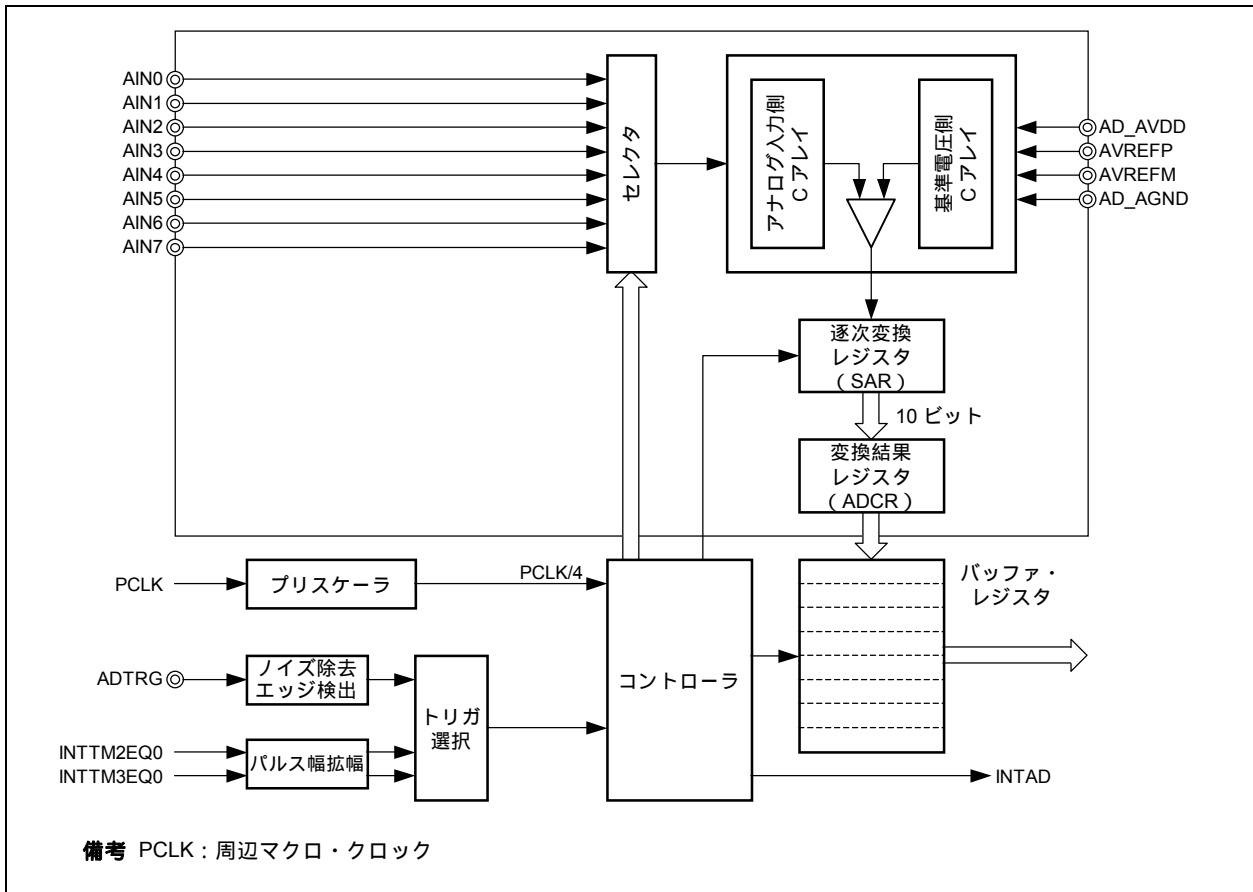 AIN0
AIN1
AIN2
AIN3
AIN4
AIN5
AIN6
AIN7
セレクタ
アナログ入力側
C アレイ
基準電圧側
C アレイ
AD_AVDD
AVREFP
AVREFM
AD_AGND
逐次変換
レジスタ
（SAR）
10 ビット
変換結果
レジスタ
（ADCR）
PCLK
プリスケーラ
PCLK/4
バッファ・
レジスタ
ADTRG
ノイズ除去
エッジ検出
トリガ
選択
コントローラ
INTTM2EQ0
INTTM3EQ0
パルス幅拡幅
INTAD
備考 PCLK：周辺マクロ・クロック